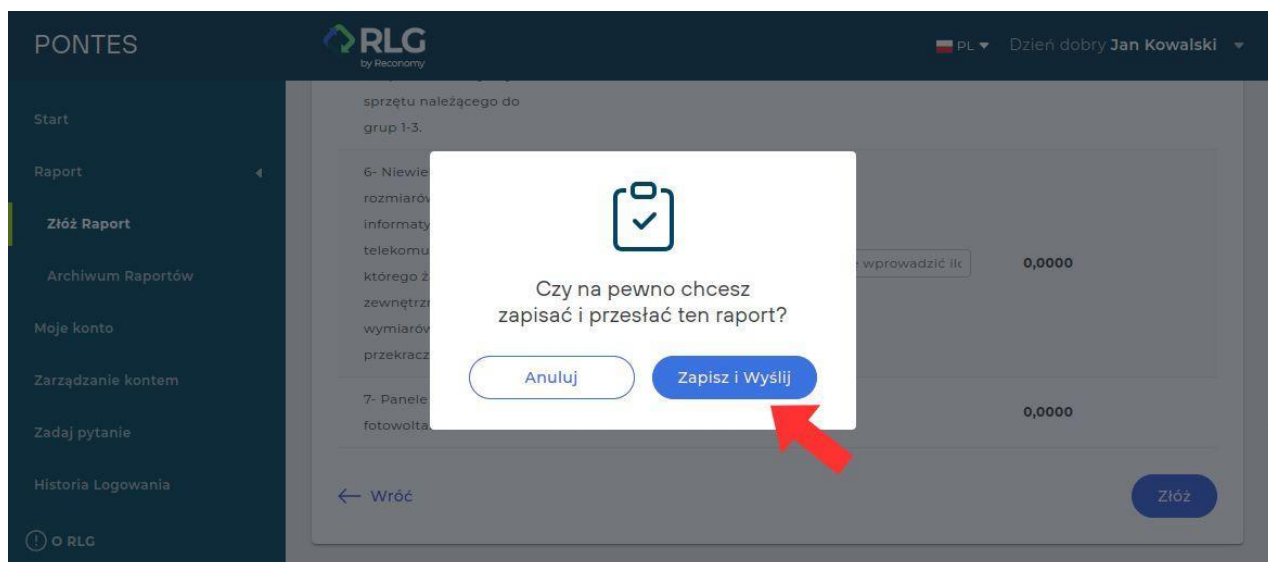 PONTES
RLG
by Reconomy
PL
Dzień dobry Jan Kowalski
Start
Raport
Złóż Raport
Archiwum Raportów
Moje konto
Zarządzanie kontem
Zadaj pytanie
Historia Logowania
O RLG
sprzętu należącego do
grup 1-3.
6- Niewie
rozmiarów
informaty
telekomu
którego z
zewnętrzn
wymiarów
przekracz
wprowadzić ilo
0,0000
7- Panele
fotowolta
0,0000
Czy na pewno chcesz
zapisać i przesłać ten raport?
Anuluj
Zapisz i Wyślij
Wróć
Złóż